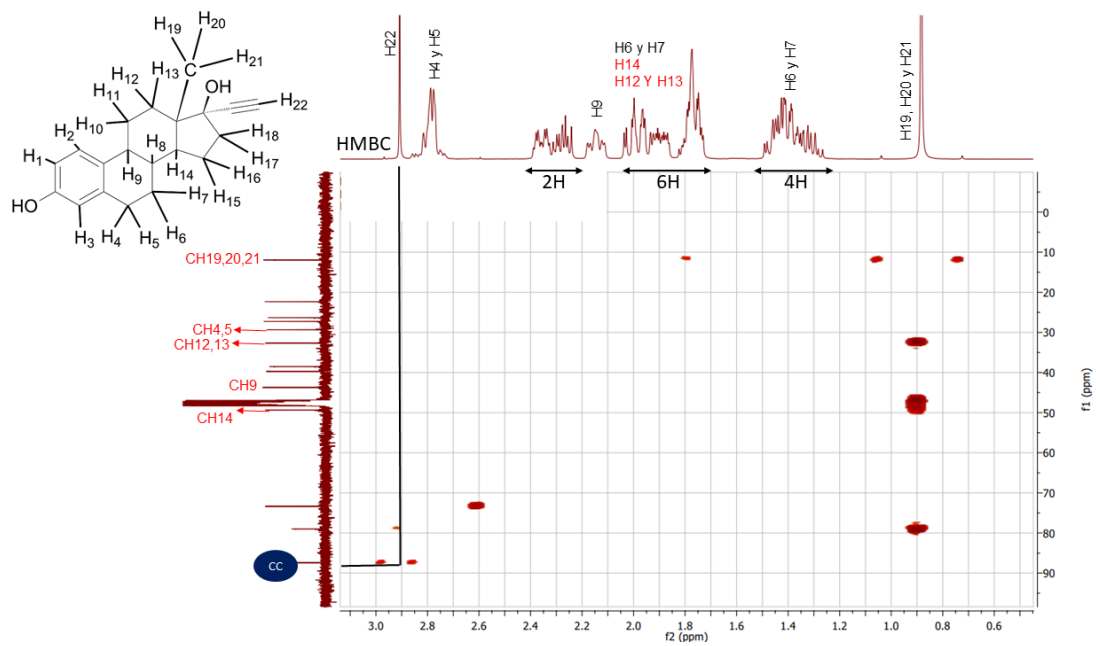 H19
H20
H21
C
H13
H12
OH
H11
H22
H10
H2
H18
H8
H1
H17
H9
H14
H16
H7
H15
HO
H6
H3
H4
H5
HMBC
H22
H4 y H5
2H
H9
H6 y H7
H14
H12 Y H13
6H
H6 y H7
4H
H19, H20 y H21
CH19,20,21
CH4,5
CH12,13
CH9
CH14
CC
0
10
20
30
40
50
60
70
80
90
f1 (ppm)
3.0 2.8 2.6 2.4 2.2 2.0 1.8 1.6 1.4 1.2 1.0 0.8 0.6
f2 (ppm)